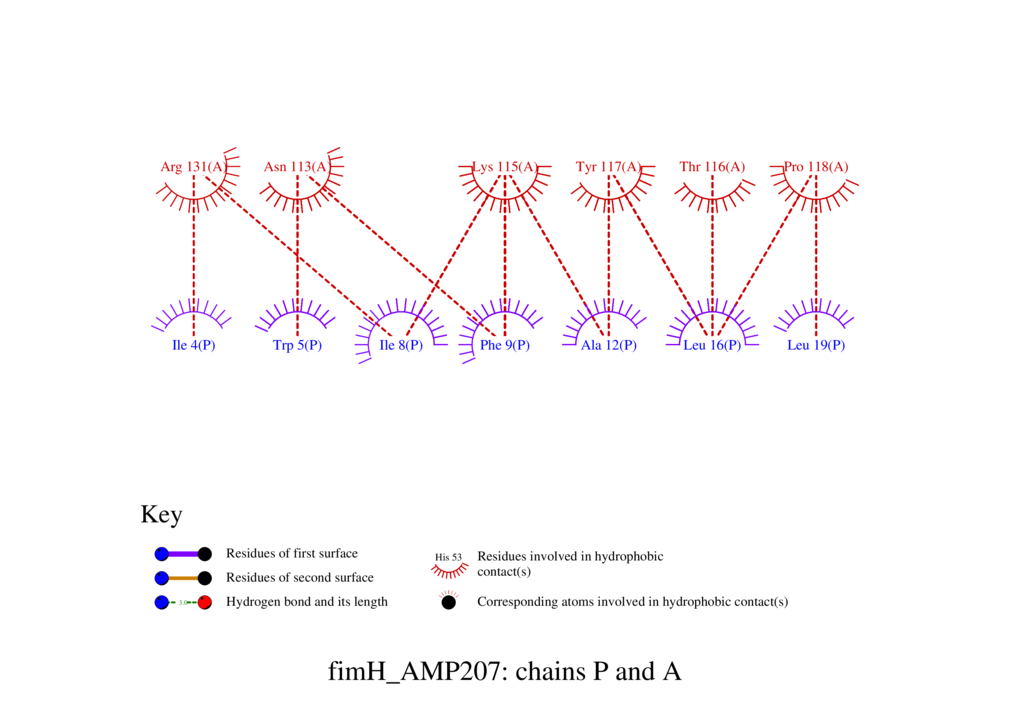 Arg 131(A) Asn 113(A) Lys 115(A) Tyr 117(A) Thr 116(A) Pro 118(A)
Ile 4(P) Trp 5(P) Ile 8(P) Phe 9(P) Ala 12(P) Leu 16(P) Leu 19(P)
Key
Residues of first surface
Residues of second surface
3.0
Hydrogen bond and its length
His 53
Residues involved in hydrophobic
contact(s)
Corresponding atoms involved in hydrophobic contact(s)
fimH_AMP207: chains P and A